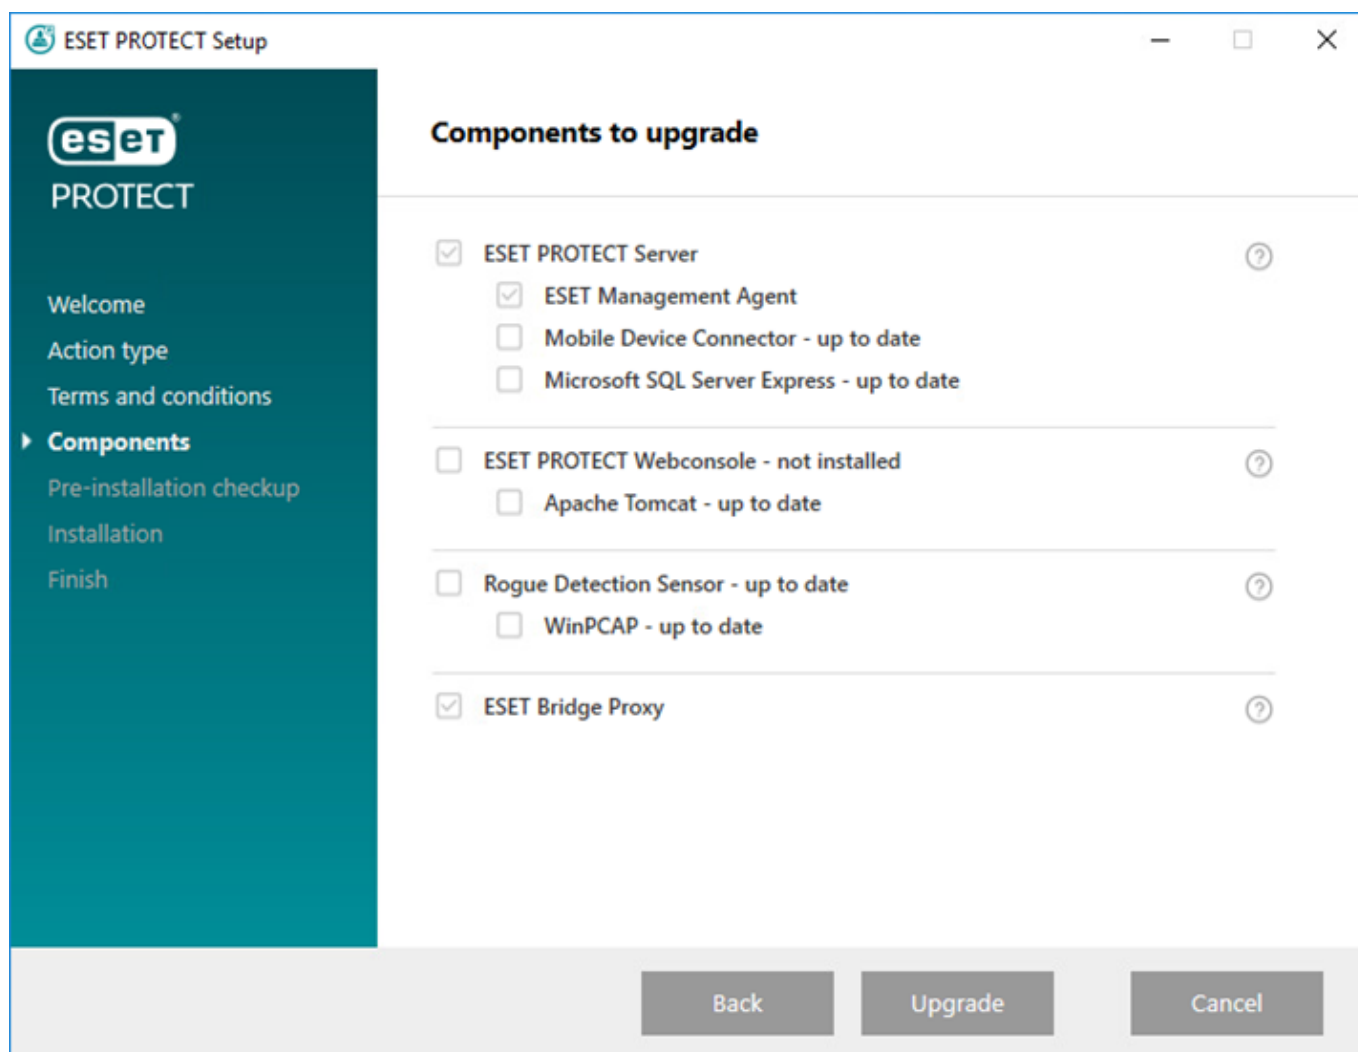 ESET PROTECT Setup
eset®
PROTECT
Welcome
Action type
Terms and conditions
Components
Pre-installation checkup
Installation
Finish
Components to upgrade
ESET PROTECT Server
ESET Management Agent
Mobile Device Connector - up to date
Microsoft SQL Server Express - up to date
ESET PROTECT Webconsole - not installed
Apache Tomcat - up to date
Rogue Detection Sensor - up to date
WinPCAP - up to date
ESET Bridge Proxy
Back
Upgrade
Cancel